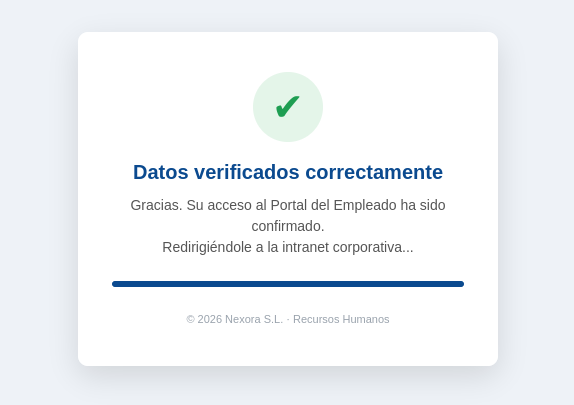 Datos verificados correctamente
Gracias. Su acceso al Portal del Empleado ha sido
confirmado.
Redirigiéndole a la intranet corporativa...
© 2026 Nexora S.L. · Recursos Humanos